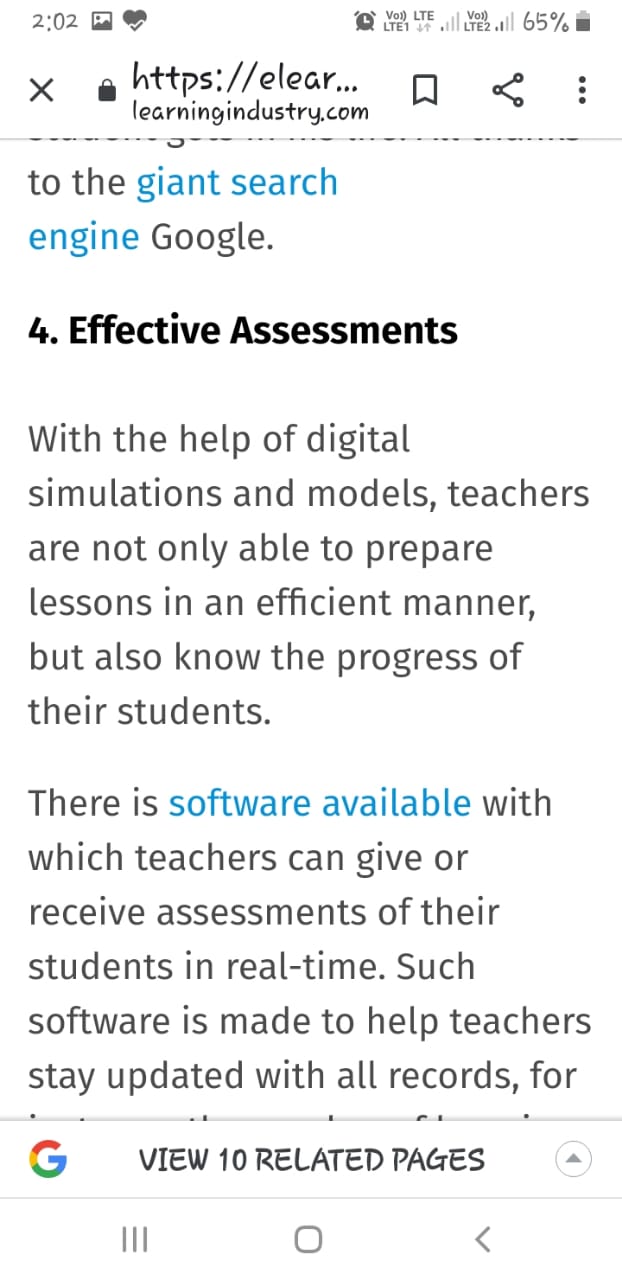 2:02 Vo)) LTE LTE1 Vo)) LTE2 65%
https://elear...
learningindustry.com
to the giant search
engine Google.
4. Effective Assessments
With the help of digital
simulations and models, teachers
are not only able to prepare
lessons in an efficient manner,
but also know the progress of
their students.
There is software available with
which teachers can give or
receive assessments of their
students in real-time. Such
software is made to help teachers
stay updated with all records, for
G VIEW 10 RELATED PAGES